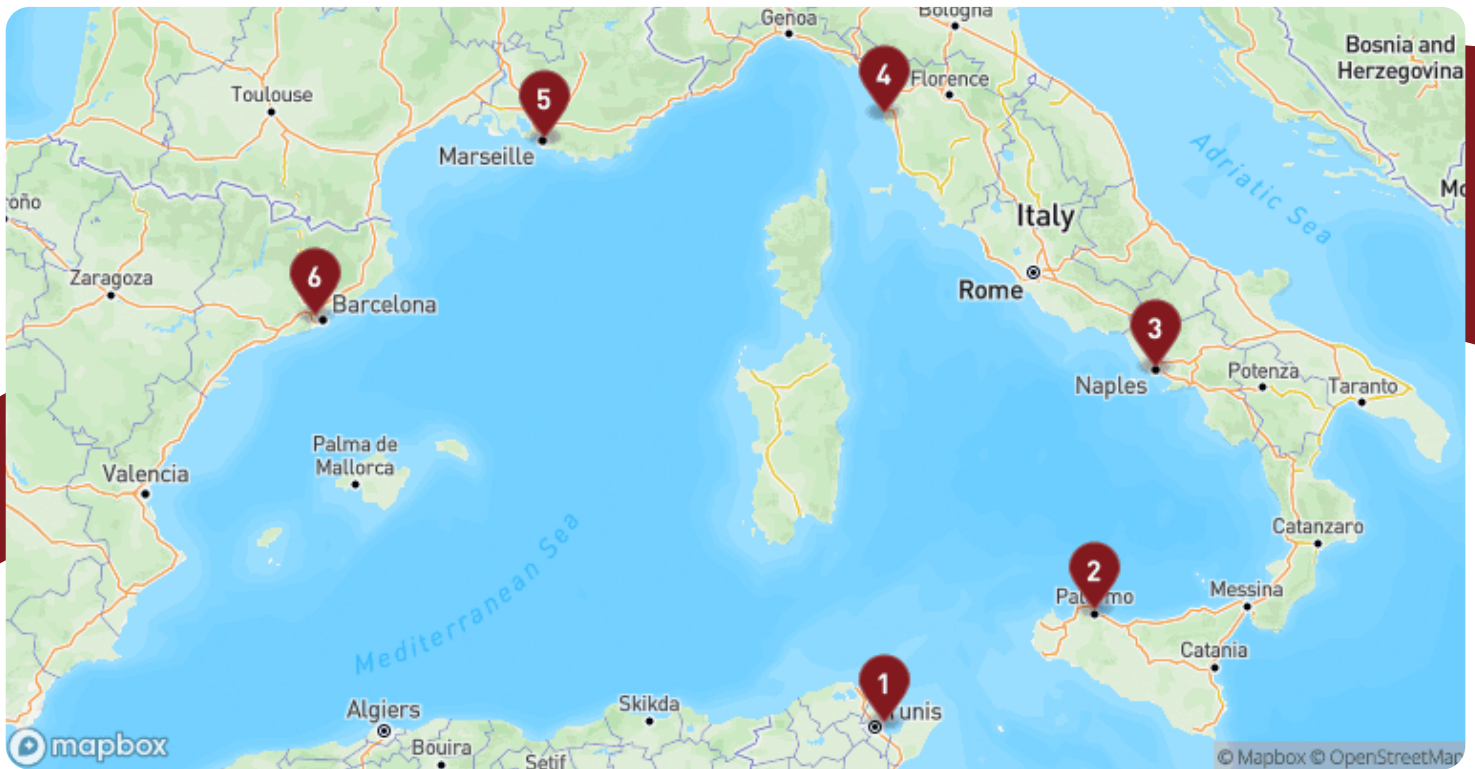 Genoa
Bologna
Bosnia and
Herzegovina
4
Florence
Toulouse
5
Marseille
Adriatic Sea
oño
Italy
6
Zaragoza
Barcelona
Rome
3
Naples
Potenza
Taranto
Palma de
Mallorca
Valencia
Catanzaro
Mediterranean Sea
2
Messina
Catania
1
Tunis
Skikda
Algiers
Bouira
Setif
mapbox
© Mapbox © OpenStreetMap